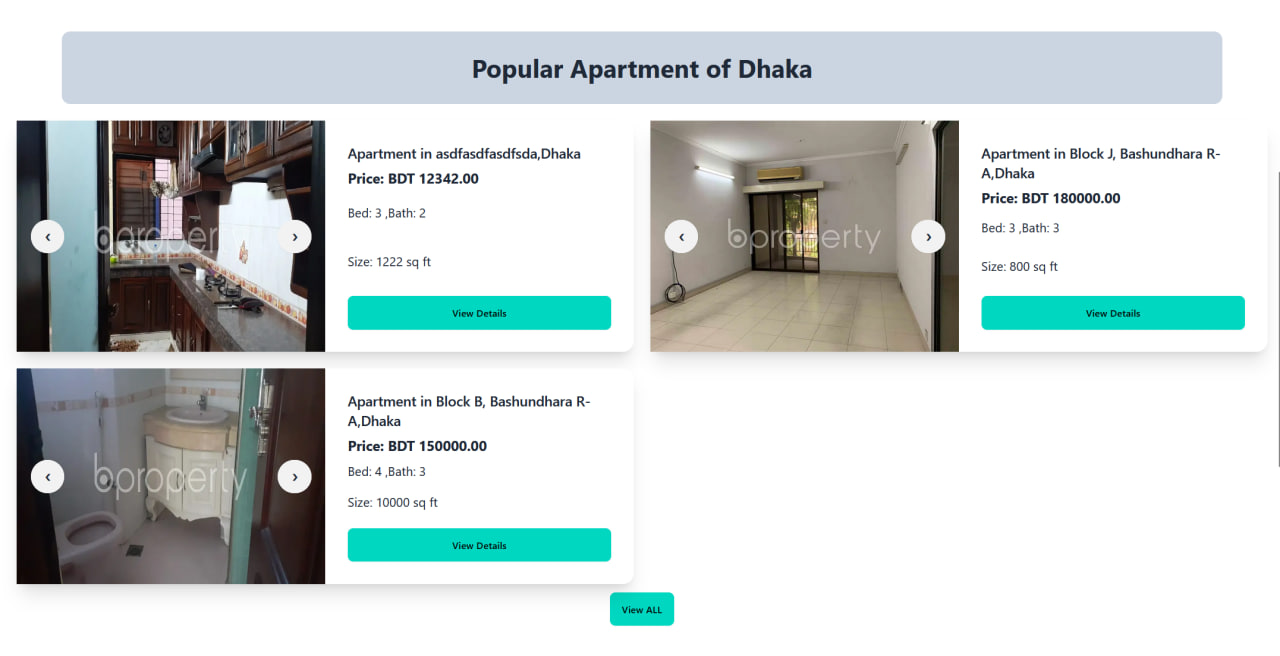 Popular Apartment of Dhaka
Apartment in asdfasdfasdfsda,Dhaka
Price: BDT 12342.00
Bed: 3 ,Bath: 2
Size: 1222 sq ft
View Details
‹
›
bproperty
Apartment in Block J, Bashundhara R-
A,Dhaka
Price: BDT 180000.00
Bed: 3 ,Bath: 3
Size: 800 sq ft
View Details
‹
›
bproperty
Apartment in Block B, Bashundhara R-
A,Dhaka
Price: BDT 150000.00
Bed: 4 ,Bath: 3
Size: 10000 sq ft
View Details
‹
›
bproperty
View ALL